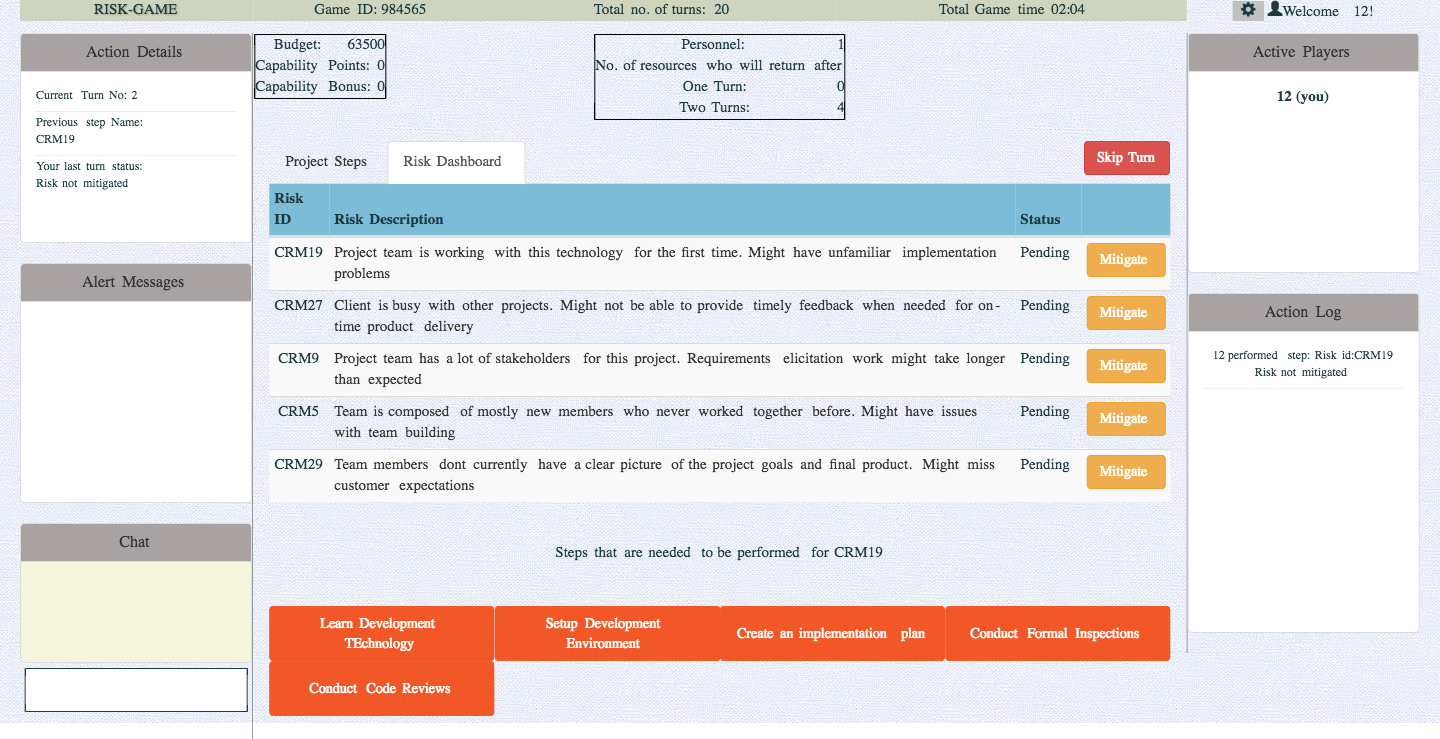 RISK-GAME
Game ID: 984565
Total no. of turns: 20
Total Game time 02:04
Welcome 12!
Action Details
Current Turn No: 2
Previous step Name:
CRM19
Your last turn status:
Risk not mitigated
Alert Messages
Chat
Budget: 63500
Capability Points: 0
Capability Bonus: 0
Personnel: 1
No. of resources who will return after
One Turn: 0
Two Turns: 4
Project Steps
Risk Dashboard
Skip Turn
Risk
ID Risk Description Status
CRM19 Project team is working with this technology for the first time. Might have unfamiliar implementation Pending Mitigate
problems
CRM27 Client is busy with other projects. Might not be able to provide timely feedback when needed for on- Pending Mitigate
time product delivery
CRM9 Project team has a lot of stakeholders for this project. Requirements elicitation work might take longer Pending Mitigate
than expected
CRM5 Team is composed of mostly new members who never worked together before. Might have issues Pending Mitigate
with team building
CRM29 Team members dont currently have a clear picture of the project goals and final product. Might miss Pending Mitigate
customer expectations
Steps that are needed to be performed for CRM19
Learn Development
TEchnology
Setup Development
Environment
Create an implementation plan
Conduct Formal Inspections
Conduct Code Reviews
Active Players
12 (you)
Action Log
12 performed step: Risk id:CRM19
Risk not mitigated